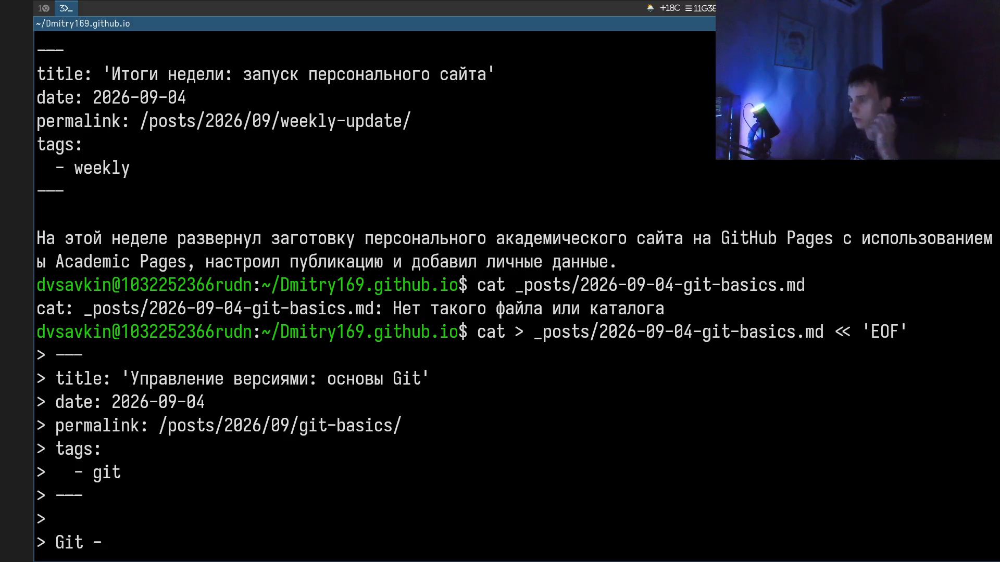 1
3>_
+18C
11G38
~/Dmitry169.github.io
---
title: 'Итоги недели: запуск персонального сайта'
date: 2026-09-04
permalink: /posts/2026/09/weekly-update/
tags:
  - weekly
---
На этой неделе развернул заготовку персонального академического сайта на GitHub Pages с использованием
ы Academic Pages, настроил публикацию и добавил личные данные.
dvsavkin@1032252366rudn:~/Dmitry169.github.io$ cat _posts/2026-09-04-git-basics.md
cat: _posts/2026-09-04-git-basics.md: Нет такого файла или каталога
dvsavkin@1032252366rudn:~/Dmitry169.github.io$ cat > _posts/2026-09-04-git-basics.md << 'EOF'
> ---
> title: 'Управление версиями: основы Git'
> date: 2026-09-04
> permalink: /posts/2026/09/git-basics/
> tags:
>   - git
> ---
>
> Git -